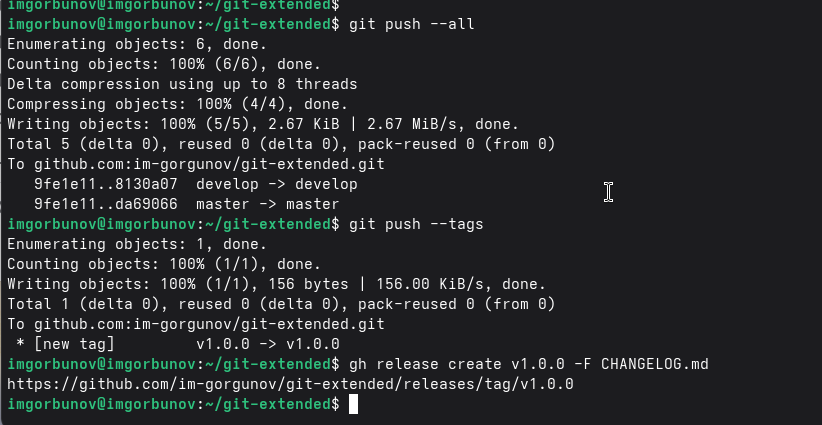 imgorbunov@imgorbunov:~/git-extended$
imgorbunov@imgorbunov:~/git-extended$ git push --all
Enumerating objects: 6, done.
Counting objects: 100% (6/6), done.
Delta compression using up to 8 threads
Compressing objects: 100% (4/4), done.
Writing objects: 100% (5/5), 2.67 KiB | 2.67 MiB/s, done.
Total 5 (delta 0), reused 0 (delta 0), pack-reused 0 (from 0)
To github.com:im-gorgunov/git-extended.git
   9fe1e11..8130a07  develop -> develop
   9fe1e11..da69066  master -> master
imgorbunov@imgorbunov:~/git-extended$ git push --tags
Enumerating objects: 1, done.
Counting objects: 100% (1/1), done.
Writing objects: 100% (1/1), 156 bytes | 156.00 KiB/s, done.
Total 1 (delta 0), reused 0 (delta 0), pack-reused 0 (from 0)
To github.com:im-gorgunov/git-extended.git
 * [new tag]         v1.0.0 -> v1.0.0
imgorbunov@imgorbunov:~/git-extended$ gh release create v1.0.0 -F CHANGELOG.md
https://github.com/im-gorgunov/git-extended/releases/tag/v1.0.0
imgorbunov@imgorbunov:~/git-extended$